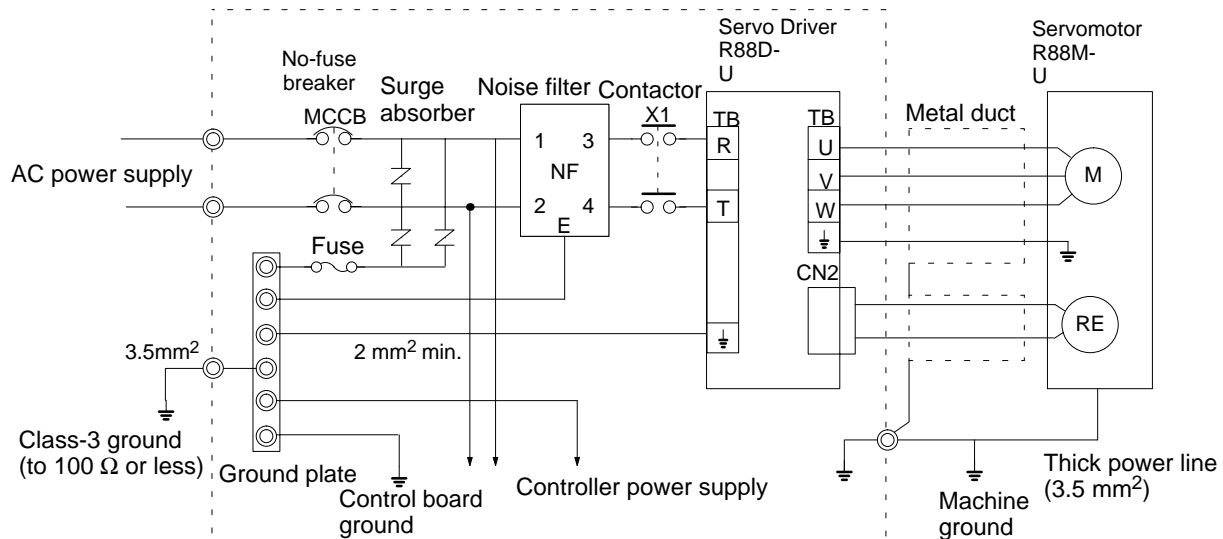 Servo Driver
R88D-
U
Servomotor
R88M-
U
No-fuse
breaker
MCCB
Surge
absorber
Noise filter
Contactor
X1
Metal duct
TB
TB
1
3
R
U
AC power supply
NF
V
M
2
4
T
W
E
Fuse
CN2
RE
3.5mm²
2 mm² min.
Class-3 ground
(to 100 Ω or less)
Ground plate
Control board
ground
Controller power supply
Machine
ground
Thick power line
(3.5 mm²)